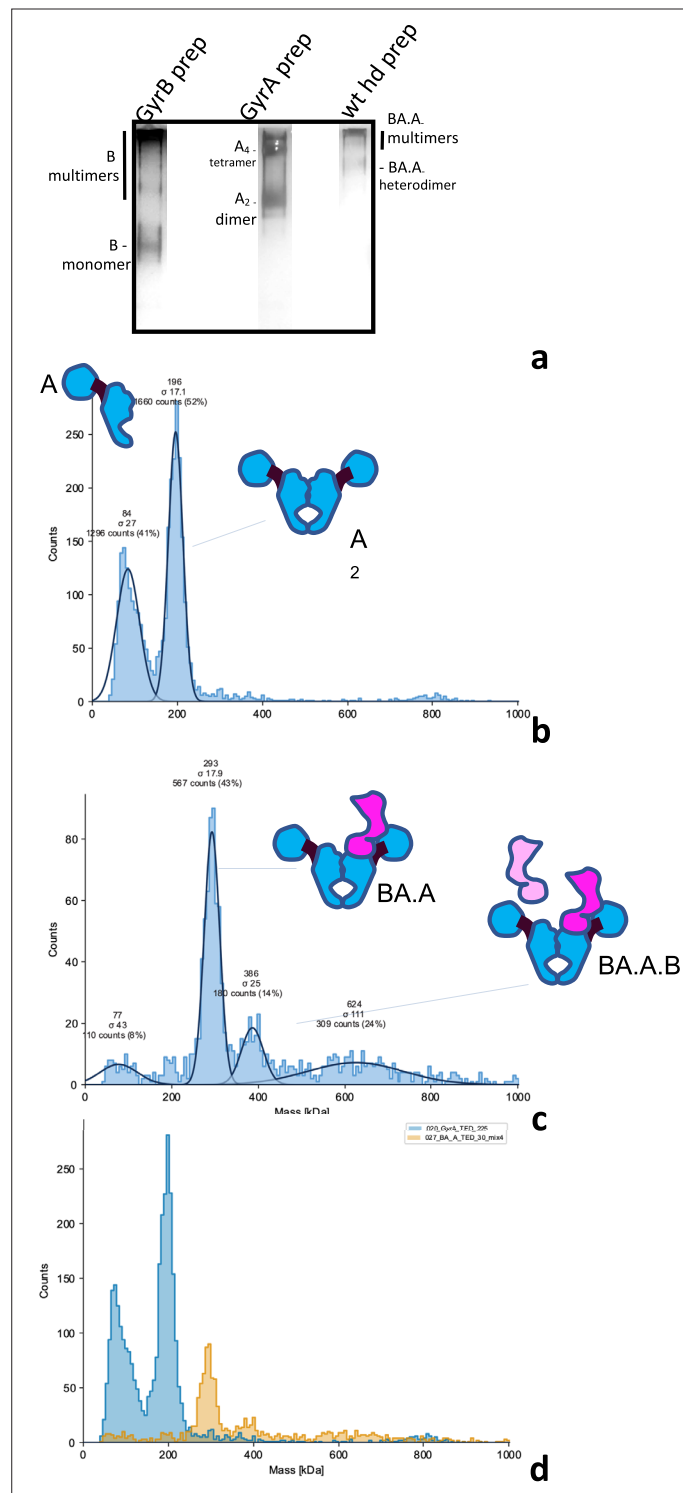 GyrB prep
GyrA prep
wt hd prep
B
multimers
B -
monomer
A4 -
tetramer
A2 -
dimer
BA.A-
multimers
- BA.A-
heterodimer
a
A
196
σ 17.1
1660 counts (52%)
84
σ 27
1296 counts (41%)
A
2
Counts
250
200
150
100
50
0
0 200 400 600 800 1000
b
293
σ 17.9
567 counts (43%)
BA.A
BA.A.B
386
σ 25
180 counts (14%)
624
σ 111
309 counts (24%)
77
σ 43
10 counts (8%)
Counts
80
60
40
20
0
0 200 400 600 800 1000
Mass [kDa]
c
020_GyrA_TED_225
027_BA_A_TED_30_mix4
Counts
250
200
150
100
50
0
0 200 400 600 800 1000
Mass [kDa]
d